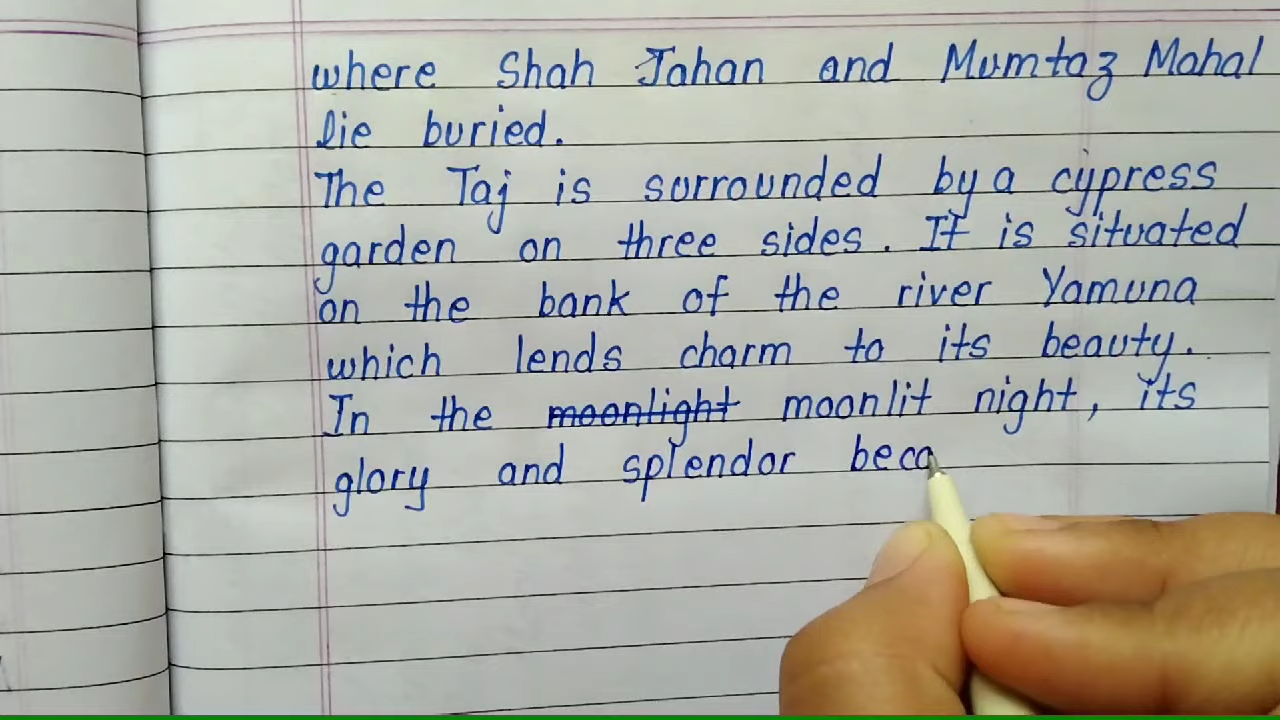 where Shah Jahan and Mumtaz Mahal
lie buried.
The Taj is surrounded by a cypress
garden on three sides. It is situated
on the bank of the river Yamuna
which lends charm to its beauty.
In the moonlight moonlit night, its
glory and splendor beco